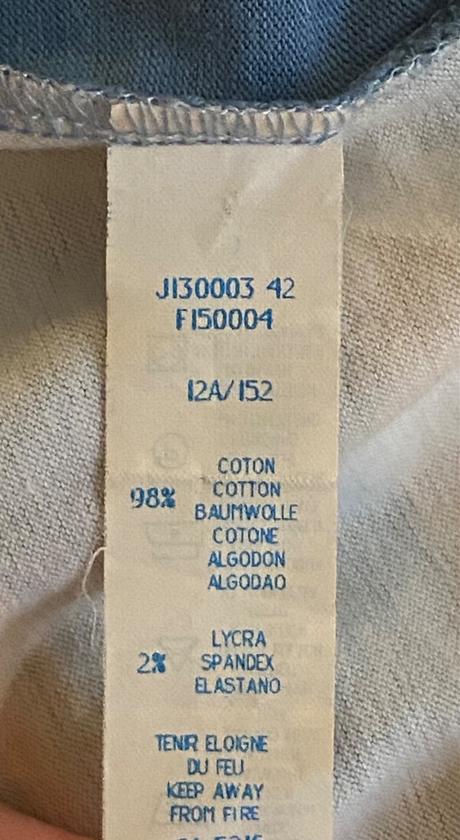 J130003 42
F150004
12A/152
98%
COTON
COTTON
BAUMWOLLE
COTONE
ALGODON
ALGODAO
2%
LYCRA
SPANDEX
ELASTANO
TENIR ELOIGNE
DU FEU
KEEP AWAY
FROM FIRE